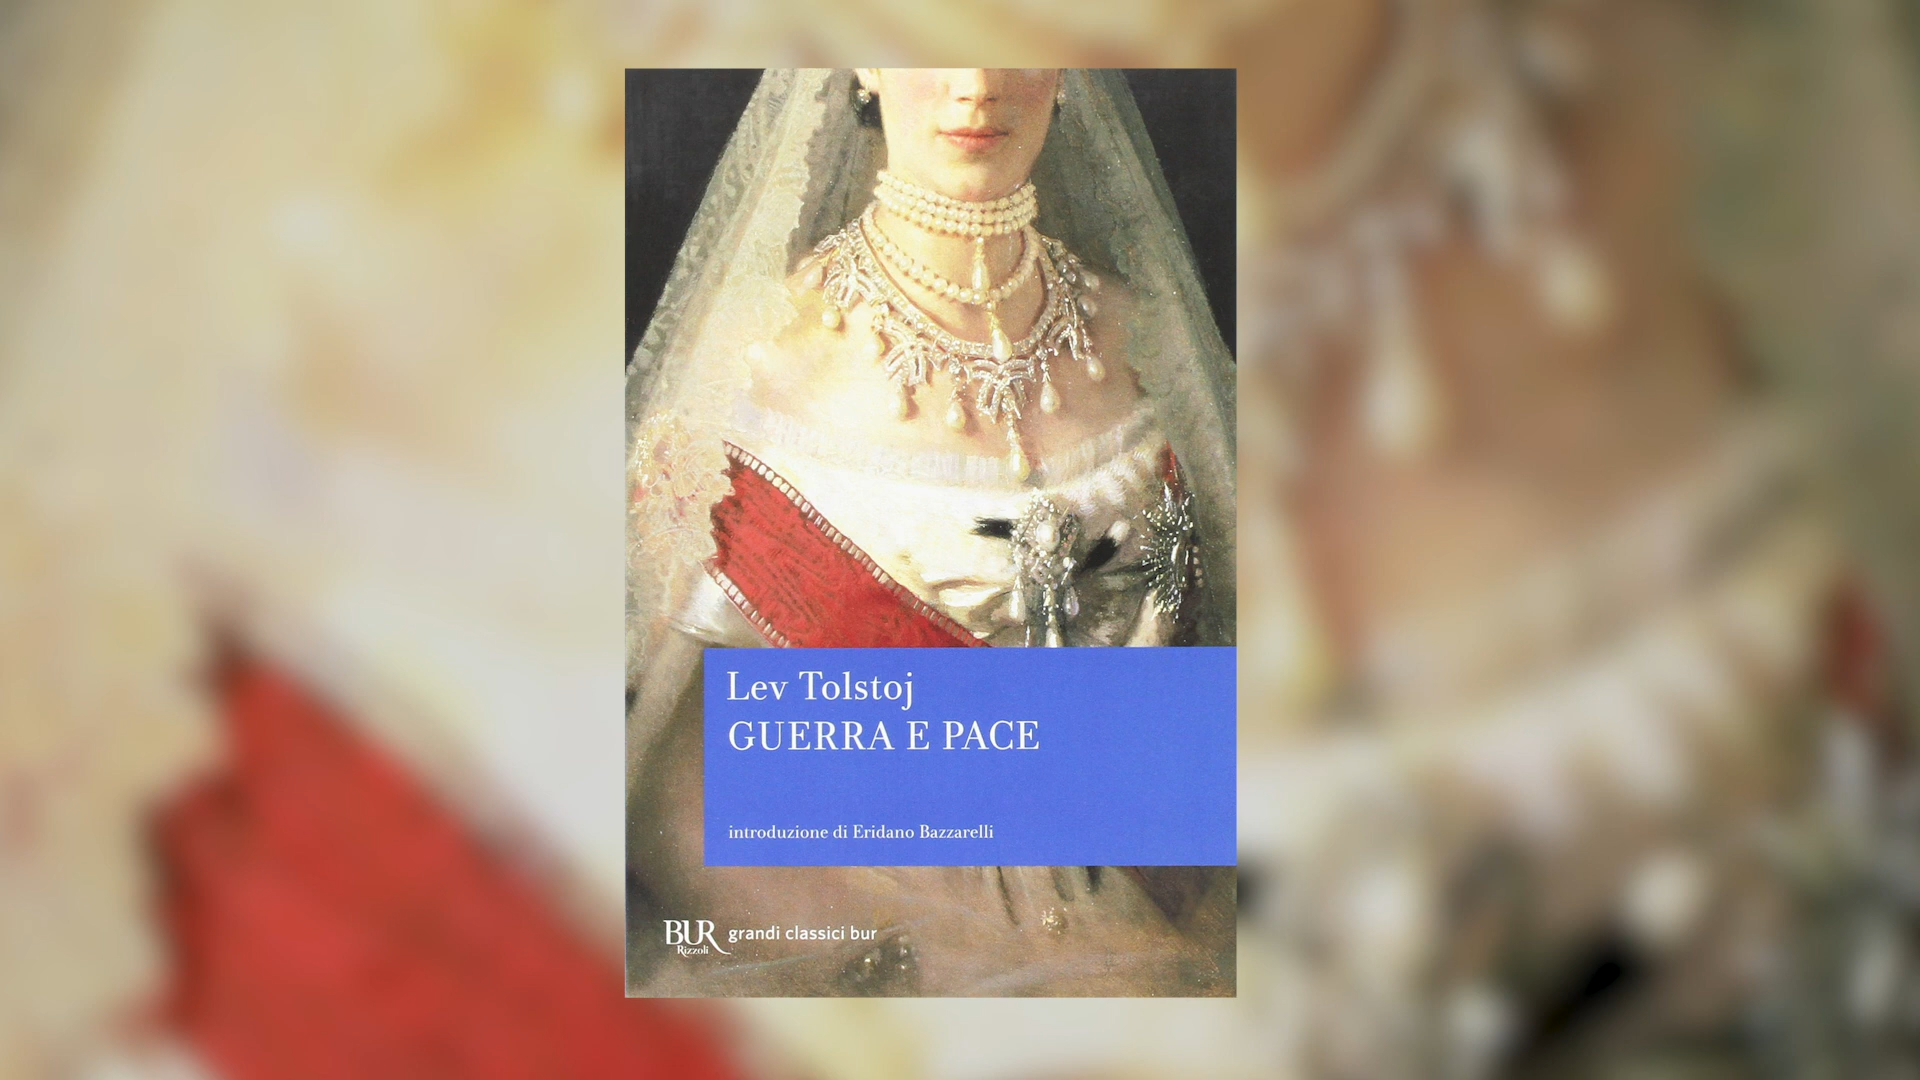 Lev Tolstoj
GUERRA E PACE
introduzione di Eridano Bazzarelli
BUR
Rizzoli
grandi classici bur